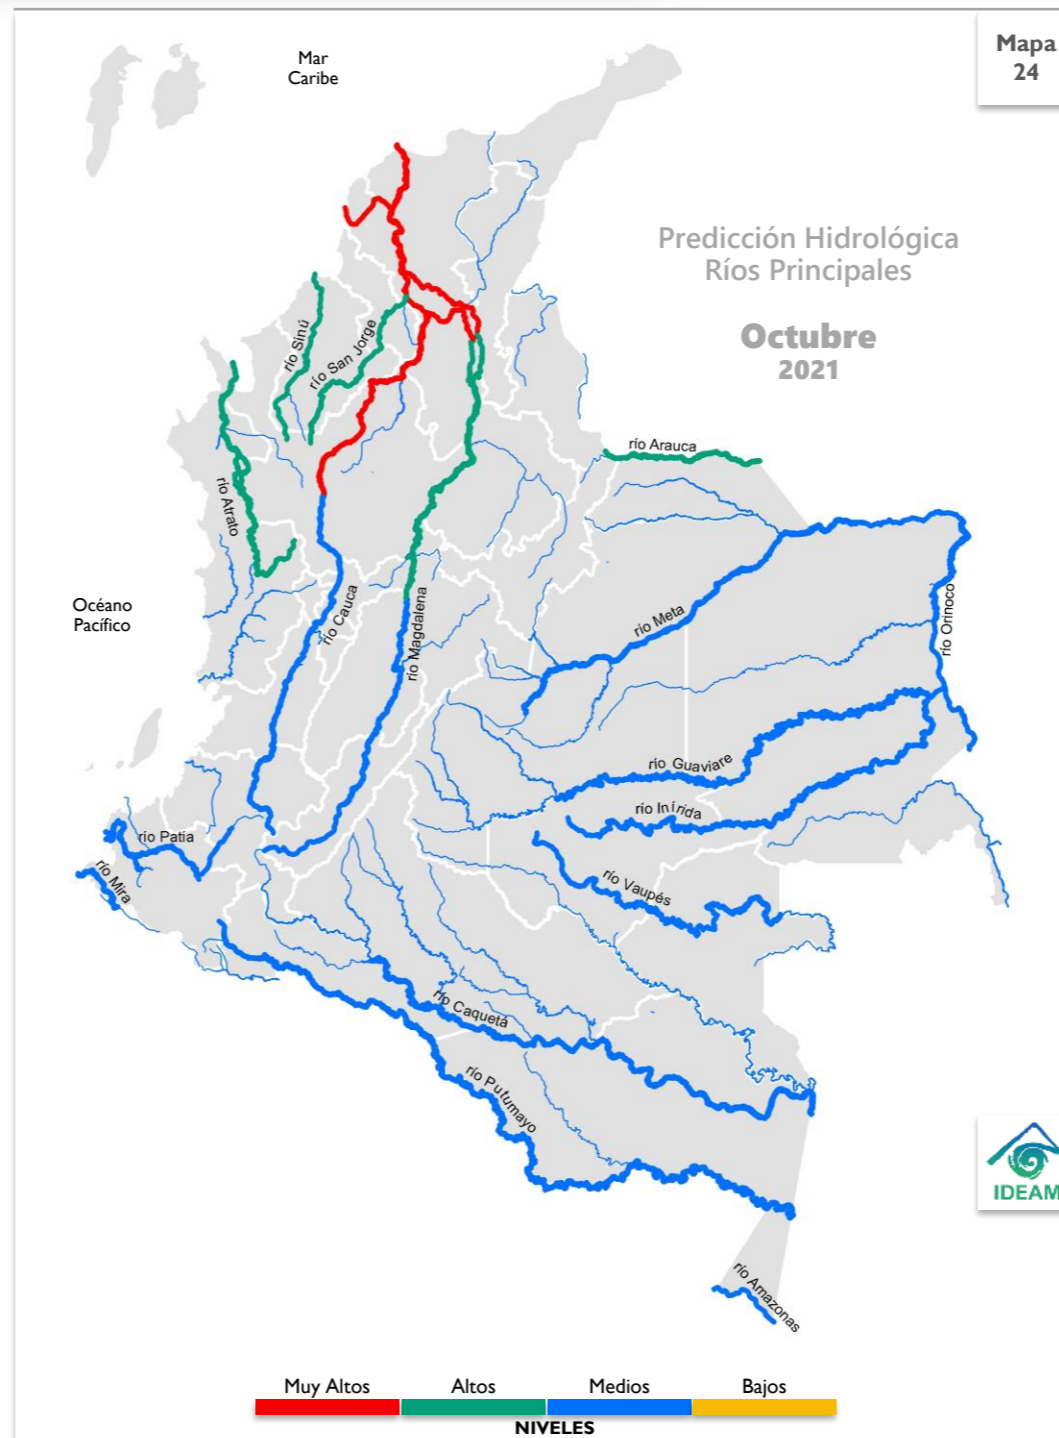 Mapa
24
Mar
Caribe
Predicción Hidrológica
Ríos Principales
Octubre
2021
río Sinú
río San Jorge
río Arauca
río Atrato
río Cauca
río Magdalena
río Meta
río Orinoco
Océano
Pacífico
río Guaviare
río Inírida
río Patía
río Mira
río Vaupés
río Caquetá
río Putumayo
IDEAM
río Amazonas
Muy Altos
Altos
Medios
Bajos
NIVELES